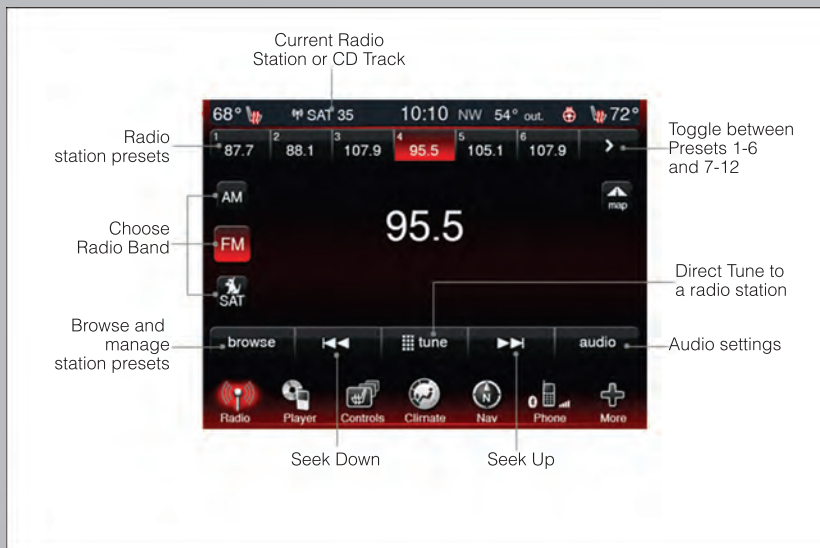 Current Radio
Station or CD Track
68° SAT 35 10:10 NW 54° out. 72°
Radio
station presets
1 87.7 2 88.1 3 107.9 4 95.5 5 105.1 6 107.9 >
Toggle between
Presets 1-6
and 7-12
AM
map
Choose
Radio Band
FM
95.5
SAT
Direct Tune to
a radio station
Browse and
manage
station presets
browse tune audio
Audio settings
Radio Player Controls Climate Nav Phone More
Seek Down Seek Up